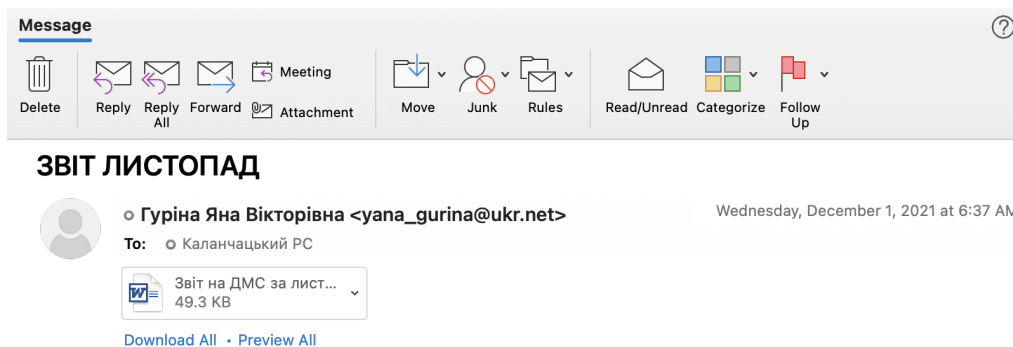 Message
Delete
Reply
Reply All
Forward
Meeting
Attachment
Move
Junk
Rules
Read/Unread
Categorize
Follow Up
ЗВІТ ЛИСТОПАД
Гуріна Яна Вікторівна <yana_gurina@ukr.net>
Wednesday, December 1, 2021 at 6:37 AM
To: Каланчацький РС
Звіт на ДМС за лист...
49.3 KB
Download All • Preview All